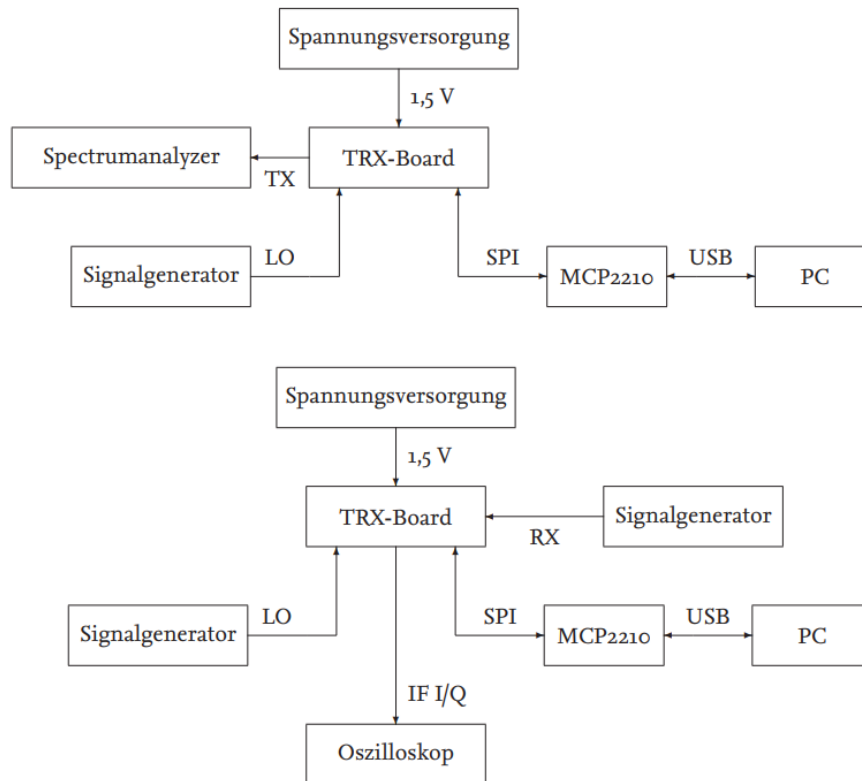 Spannungsversorgung
1,5 V
Spectrumanalyzer
TX
TRX-Board
Signalgenerator
LO
SPI
MCP2210
USB
PC
Spannungsversorgung
1,5 V
TRX-Board
RX
Signalgenerator
Signalgenerator
LO
SPI
MCP2210
USB
PC
IF I/Q
Oszilloskop